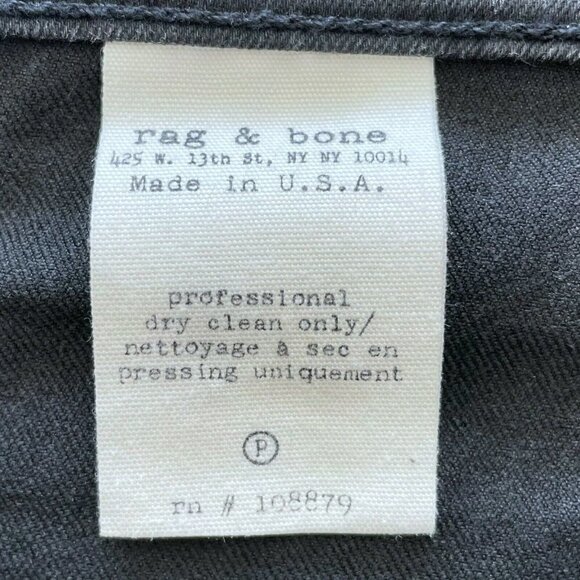 rag & bone
425 W. 13th St, NY NY 10014
Made in U.S.A.
professional
dry clean only/
nettoyage à sec en
pressing uniquement
P
rn # 108879